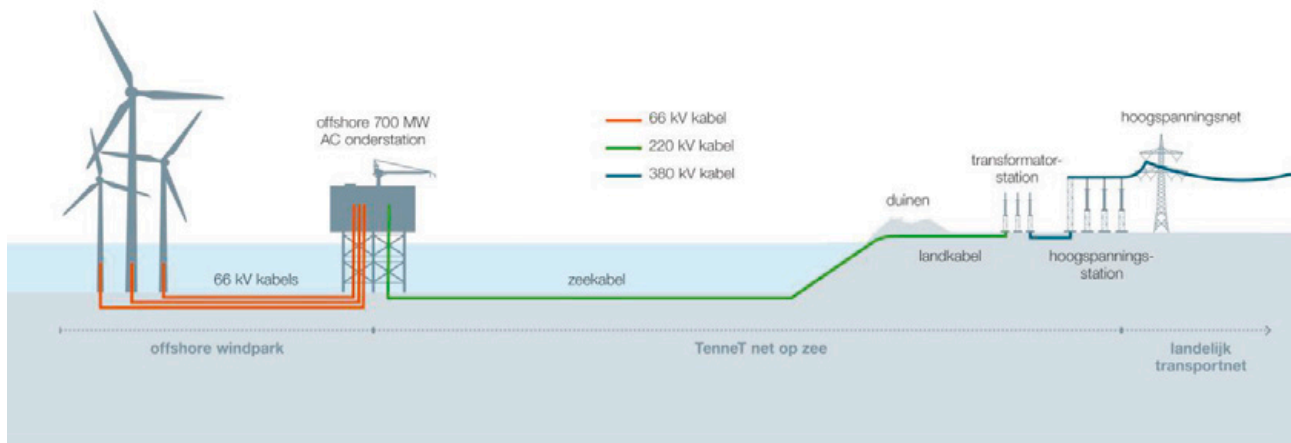 offshore 700 MW
AC onderstation
66 kV kabel
220 kV kabel
380 kV kabel
hoogspanningsnet
transformator-
station
duinen
66 kV kabels
zeekabel
landkabel
hoogspannings-
station
offshore windpark
TenneT net op zee
landelijk
transportnet